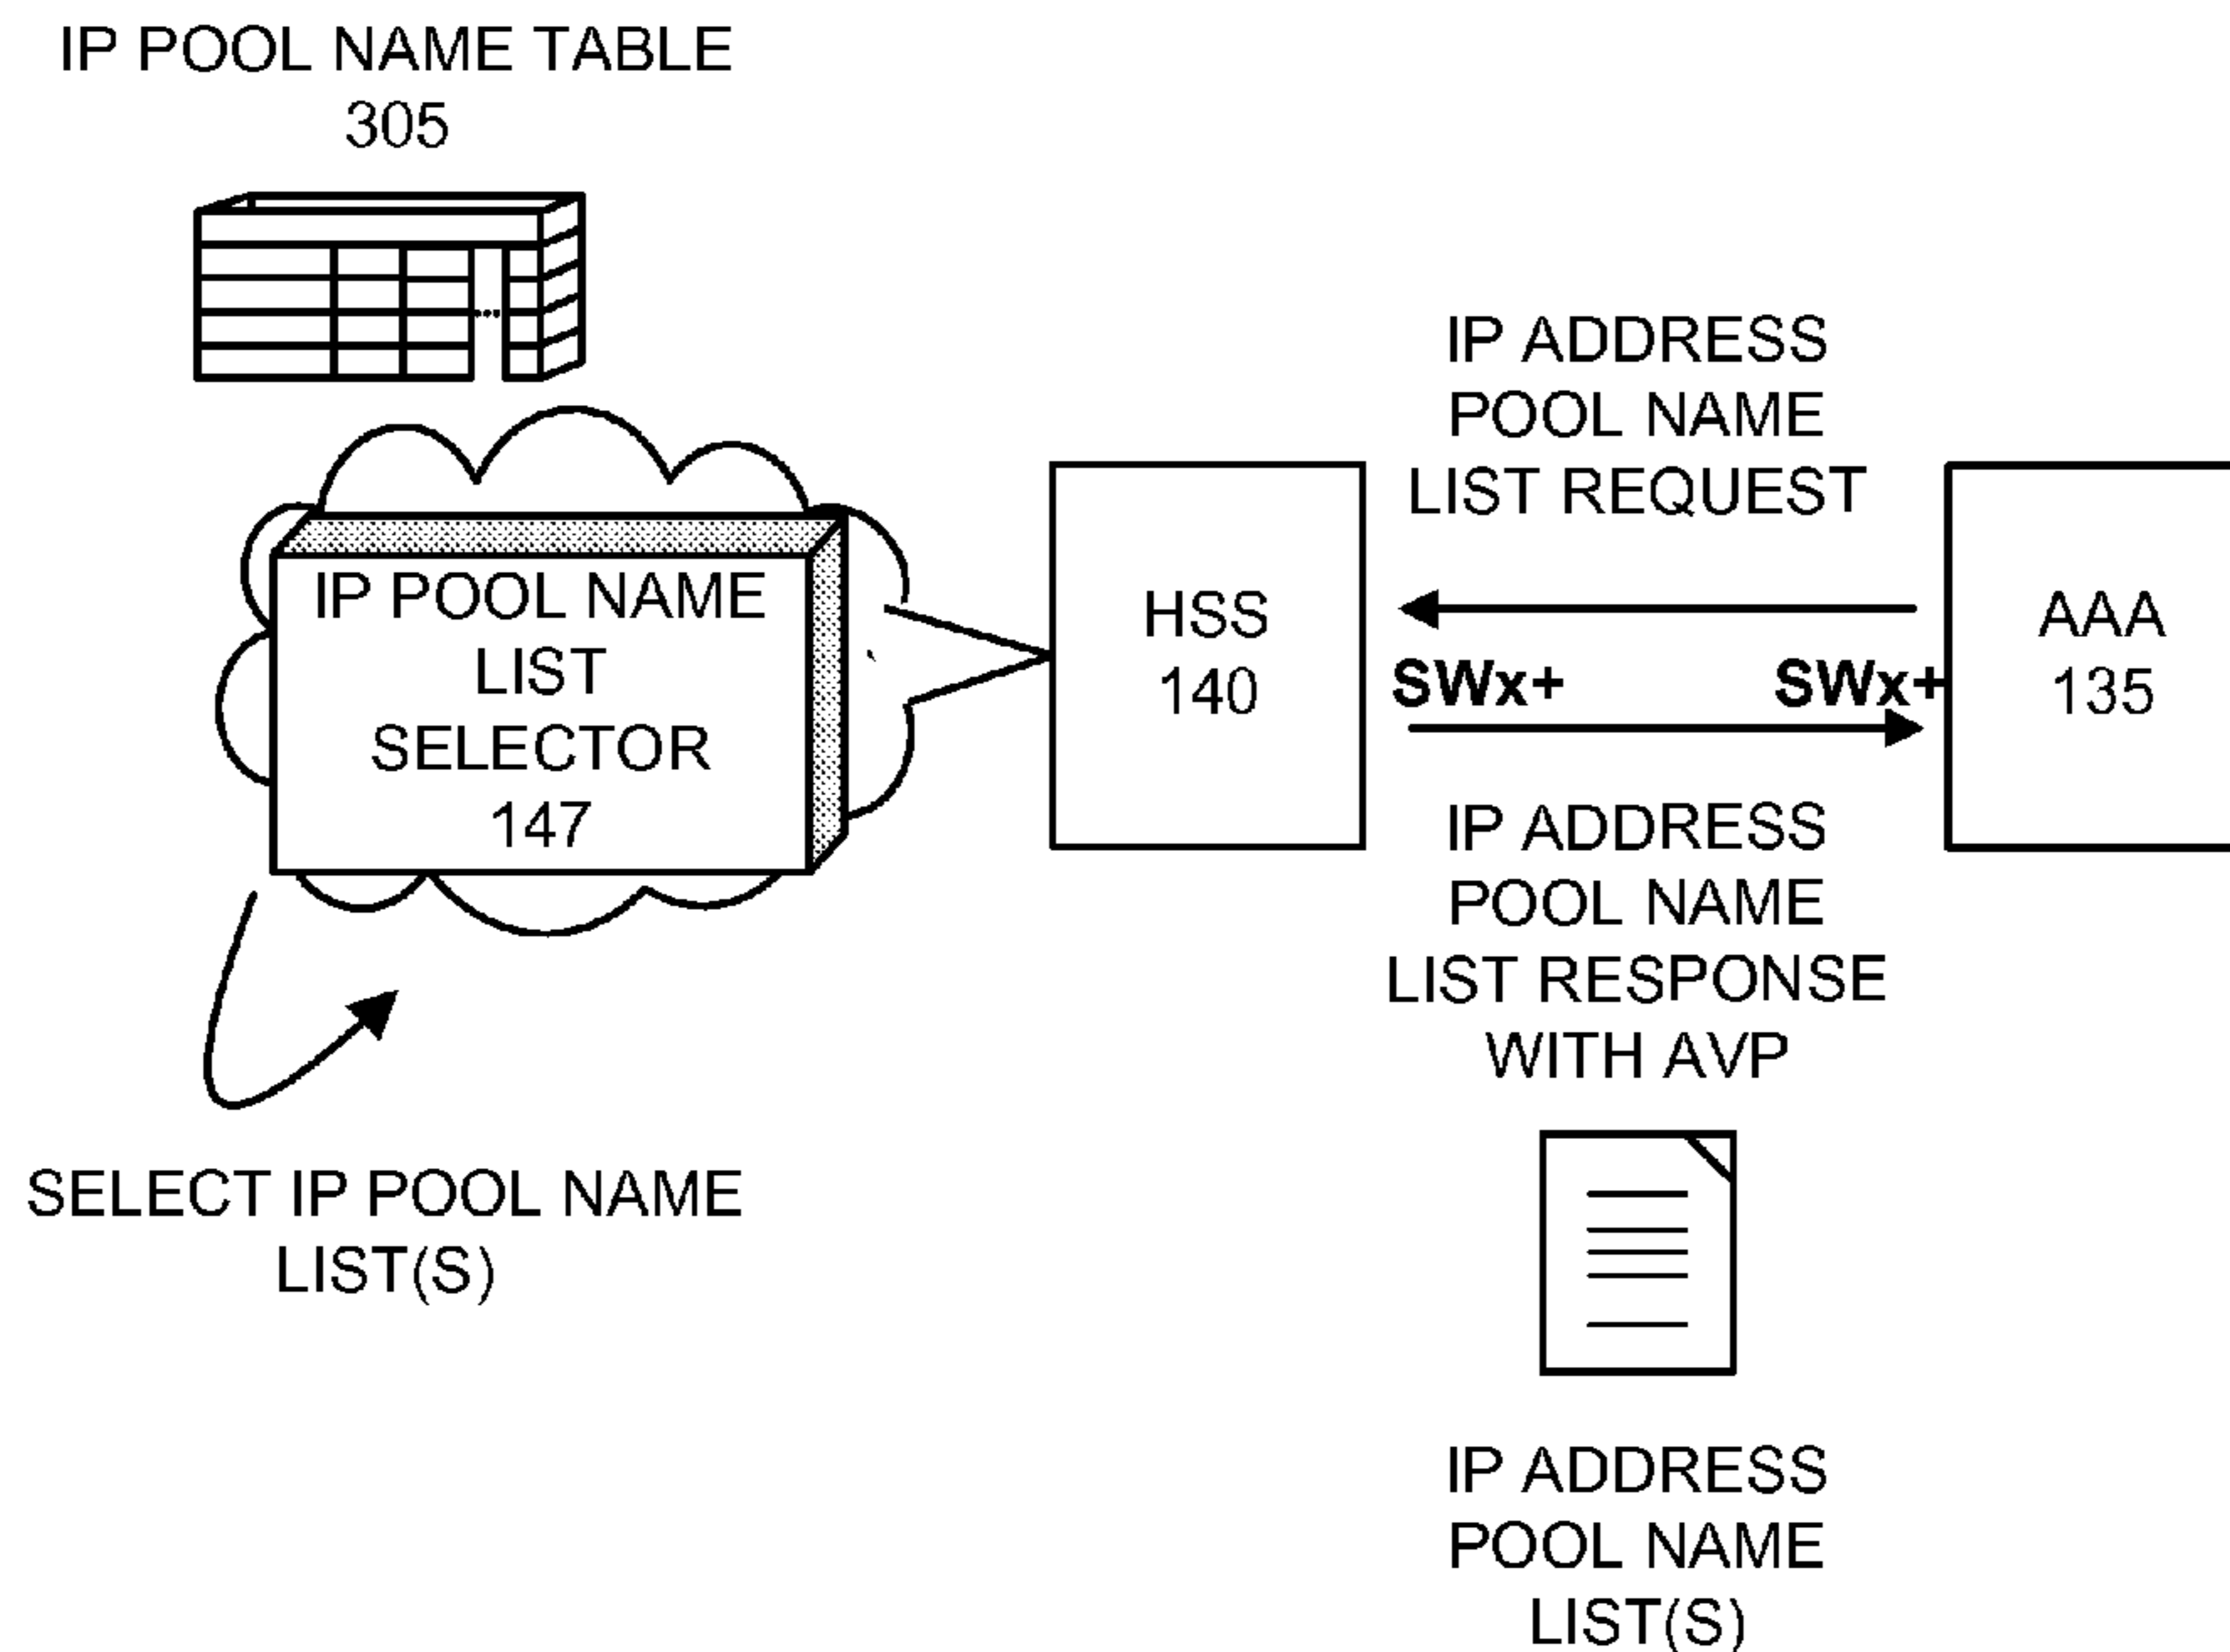 IP POOL NAME TABLE
305
IP POOL NAME
LIST
SELECTOR
147
SELECT IP POOL NAME
LIST(S)
HSS
140
IP ADDRESS
POOL NAME
LIST REQUEST
SWx+ SWx+
IP ADDRESS
POOL NAME
LIST RESPONSE
WITH AVP
IP ADDRESS
POOL NAME
LIST(S)
AAA
135